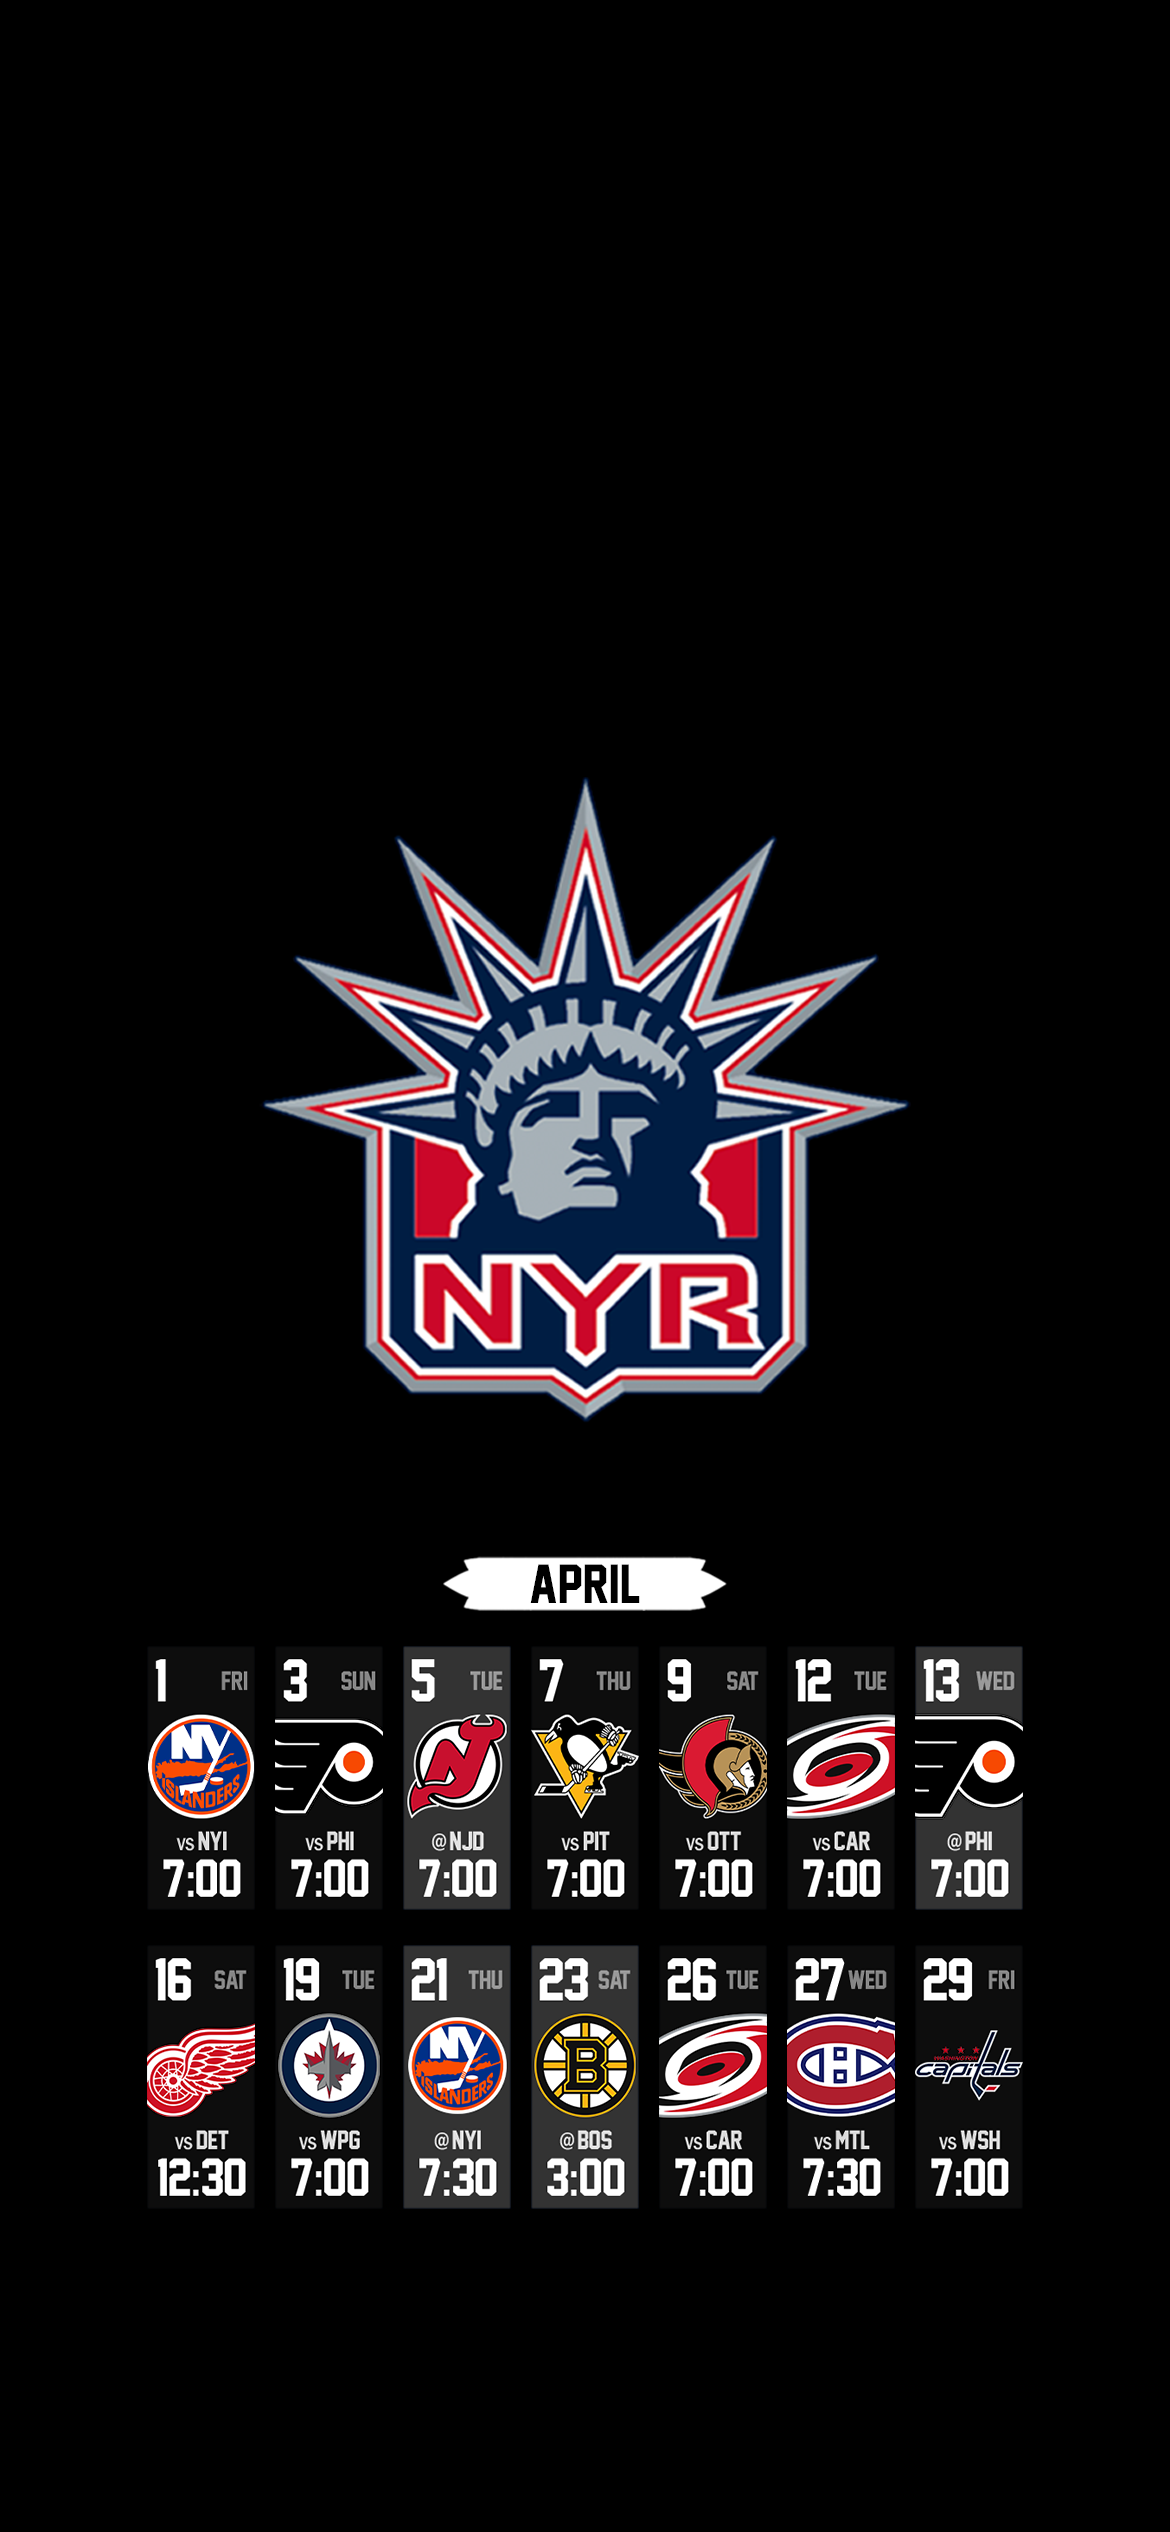 NYR
APRIL
1 FRI
NY
ISLANDERS
vs NYI
7:00
3 SUN
vs PHI
7:00
5 TUE
@ NJD
7:00
7 THU
vs PIT
7:00
9 SAT
vs OTT
7:00
12 TUE
vs CAR
7:00
13 WED
@ PHI
7:00
16 SAT
vs DET
12:30
19 TUE
vs WPG
7:00
21 THU
NY
ISLANDERS
@ NYI
7:30
23 SAT
B
@ BOS
3:00
26 TUE
vs CAR
7:00
27 WED
vs MTL
7:30
29 FRI
capitals
vs WSH
7:00